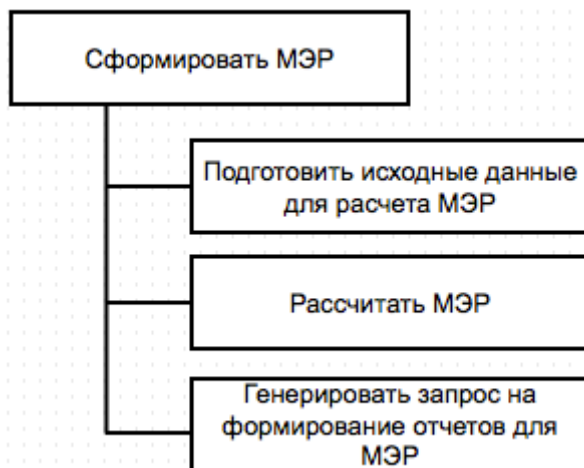 Сформировать МЭР
Подготовить исходные данные
для расчета МЭР
Рассчитать МЭР
Генерировать запрос на
формирование отчетов для
МЭР